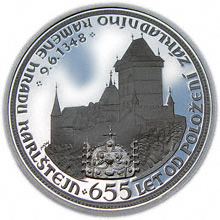 655 LET OD POLOŽENÍ ZÁKLADNÍHO KAMENE HRADU KARLŠTEJN
*9.6.1348*